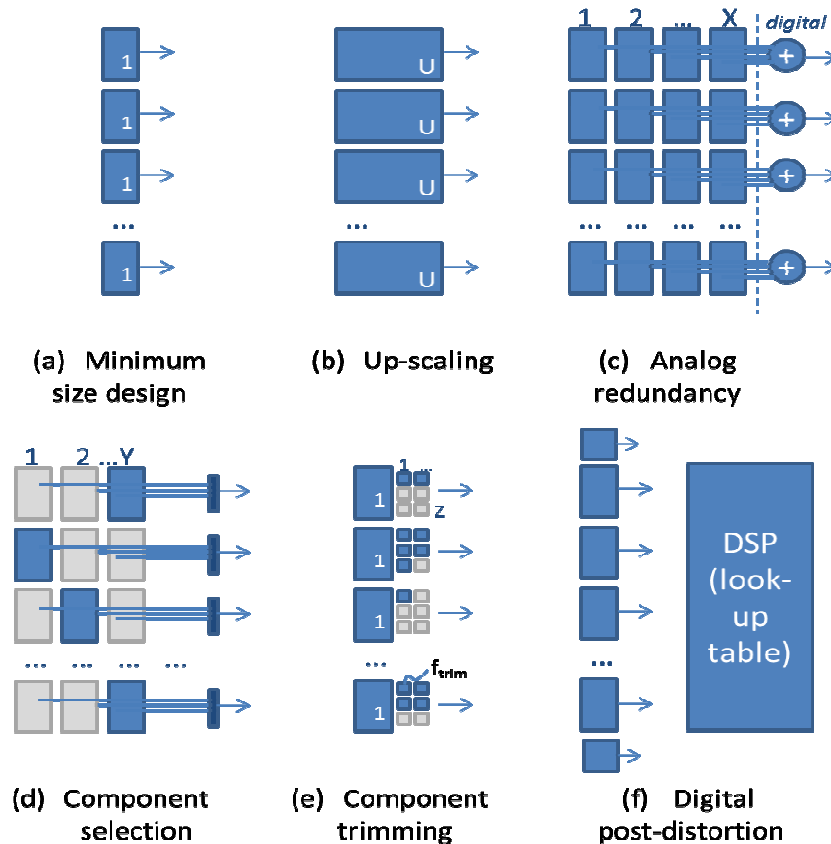 1 2 ... X digital
1 U +
1 U +
1 U +
... ... ... ... ... ...
1 U +
(a) Minimum size design
(b) Up-scaling
(c) Analog redundancy
1 2 ...Y
1 ...
1
z
1
1
... ... ... ... ...
f_trim
1
DSP
(look-
up
table)
...
(d) Component selection
(e) Component trimming
(f) Digital post-distortion